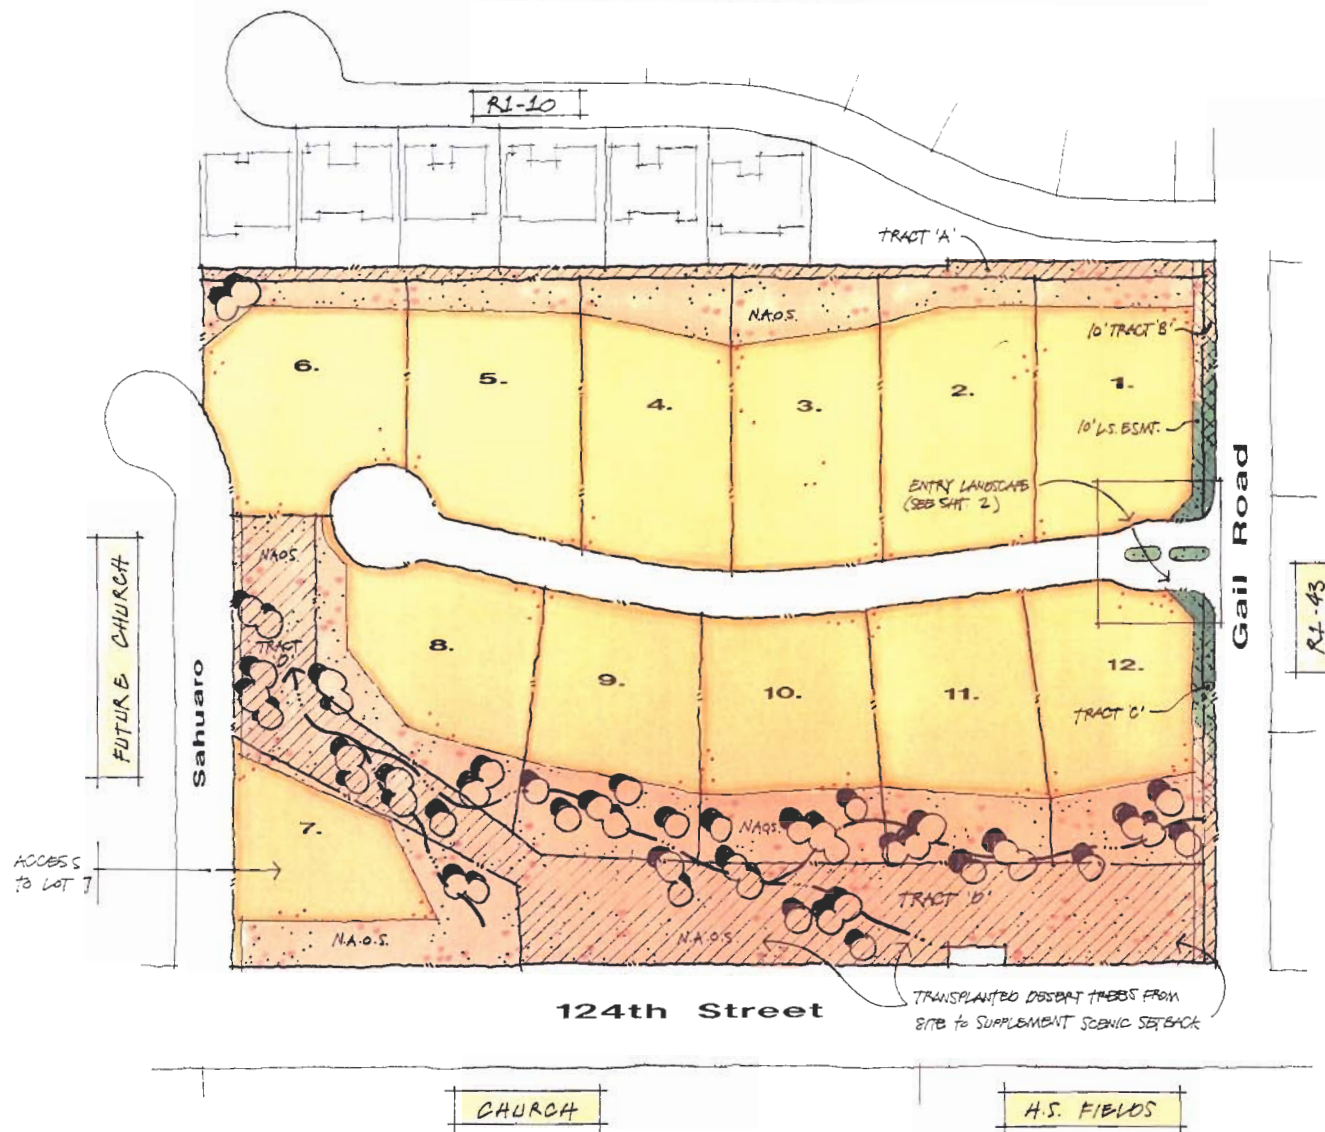 R1-10
TRACT 'A'
N.A.O.S.
10' TRACT 'B'
6.
5.
4.
3.
2.
1.
10' L.S. ESMT.
ENTRY LANDSCAPE
(SEE SHT. 2)
Gail Road
R1-43
FUTURE CHURCH
Sahuaro
NAOS.
TRACT
'D'
8.
9.
10.
11.
12.
TRACT 'C'
7.
NAOS.
ACCESS
TO LOT 7
TRACT 'D'
N.A.O.S.
N.A.O.S.
124th Street
TRANSPLANTED DESERT TREES FROM
SITE TO SUPPLEMENT SCENIC SETBACK
CHURCH
H.S. FIELDS